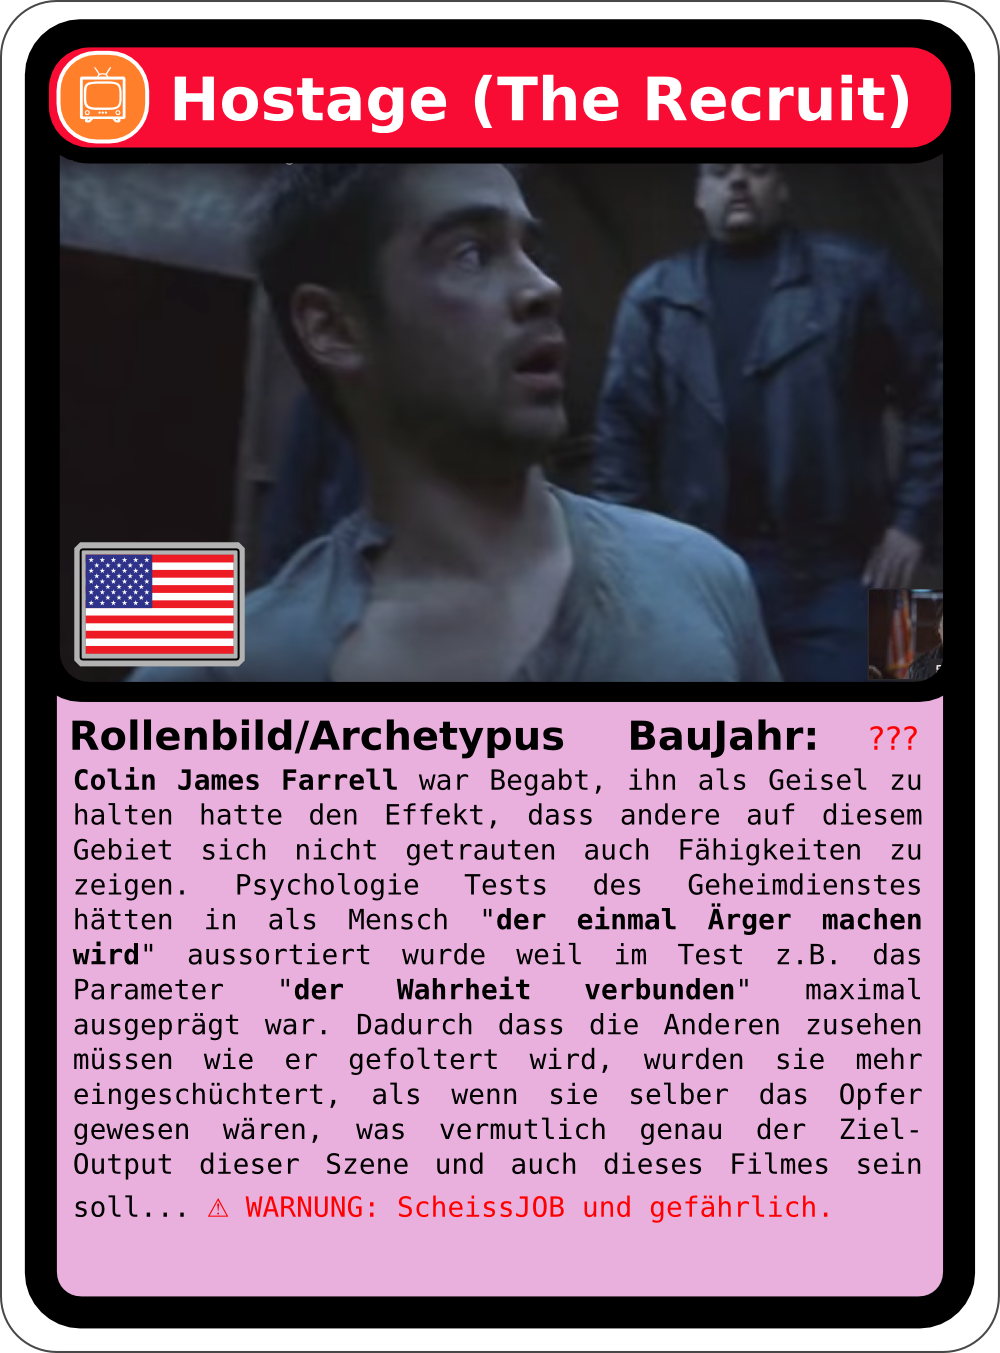 Hostage (The Recruit)
Rollenbild/Archetypus BauJahr: ???
Colin James Farrell war Begabt, ihn als Geisel zu
halten hatte den Effekt, dass andere auf diesem
Gebiet sich nicht getrauten auch Fähigkeiten zu
zeigen. Psychologie Tests des Geheimdienstes
hätten in als Mensch "der einmal Ärger machen
wird" aussortiert wurde weil im Test z.B. das
Parameter "der Wahrheit verbunden" maximal
ausgeprägt war. Dadurch dass die Anderen zusehen
müssen wie er gefoltert wird, wurden sie mehr
eingeschüchtert, als wenn sie selber das Opfer
gewesen wären, was vermutlich genau der Ziel-
Output dieser Szene und auch dieses Filmes sein
soll... ⚠ WARNUNG: ScheissJOB und gefährlich.